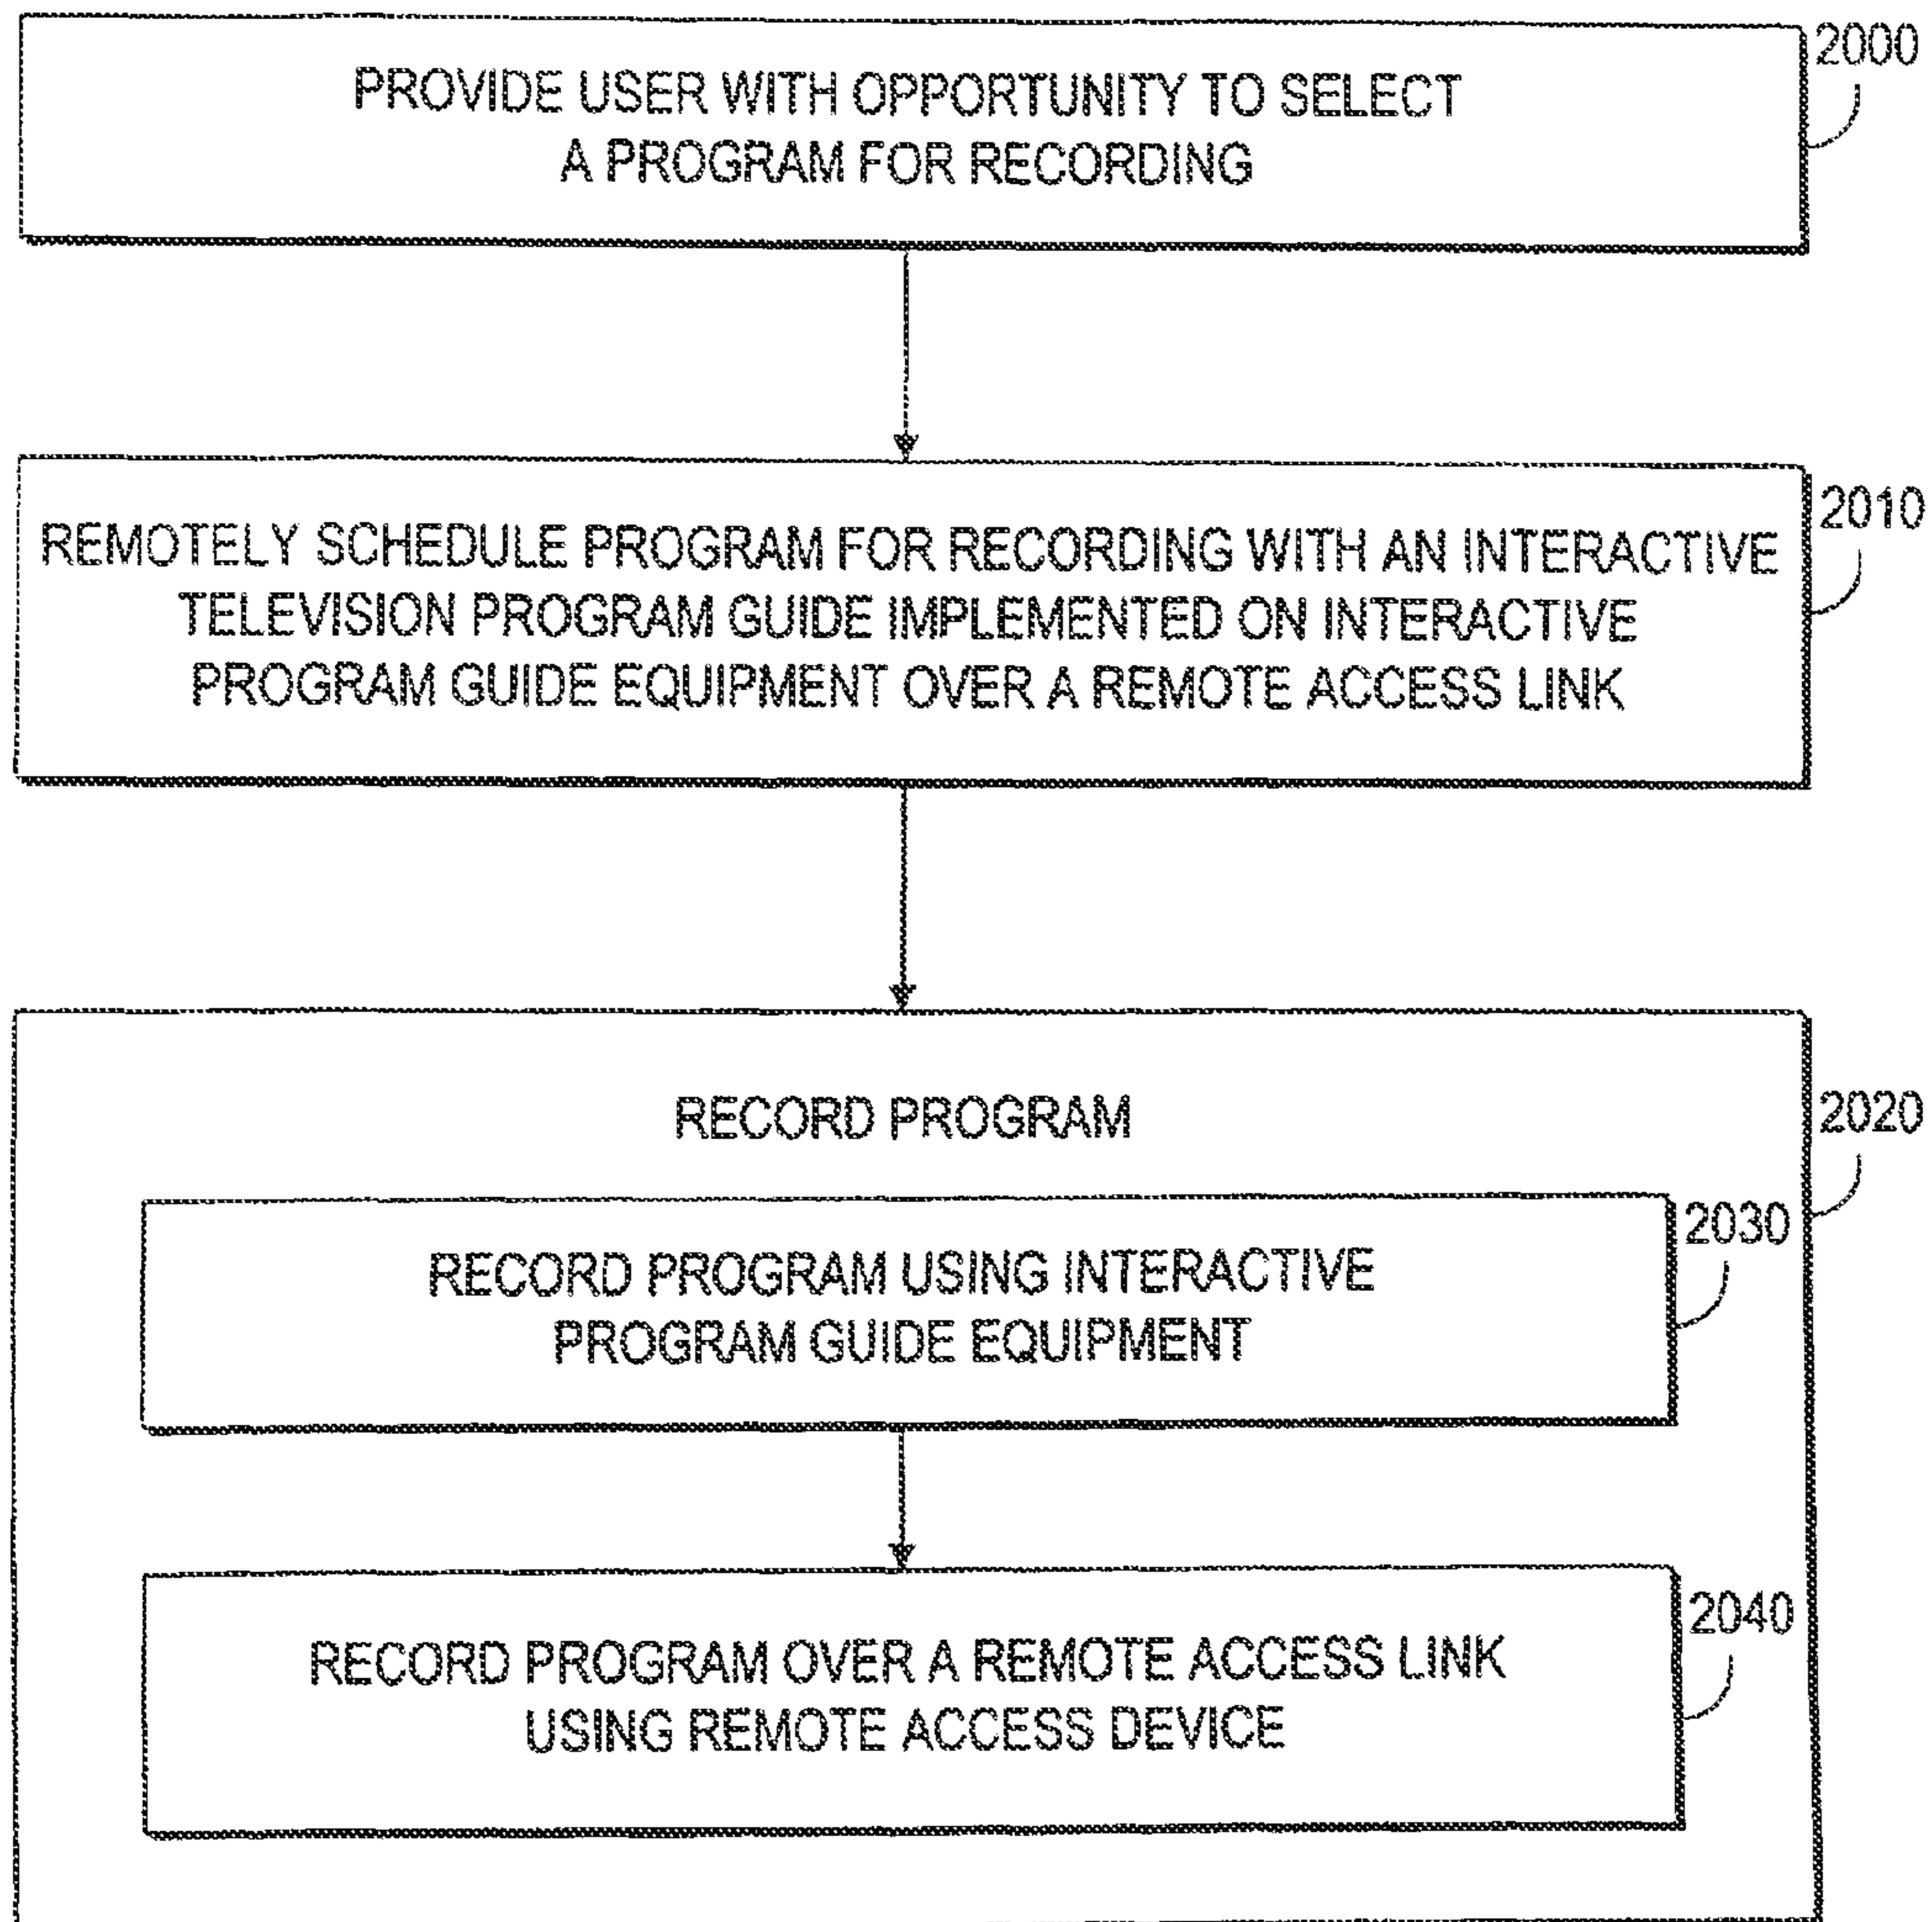 2000
PROVIDE USER WITH OPPORTUNITY TO SELECT
A PROGRAM FOR RECORDING
2010
REMOTELY SCHEDULE PROGRAM FOR RECORDING WITH AN INTERACTIVE
TELEVISION PROGRAM GUIDE IMPLEMENTED ON INTERACTIVE
PROGRAM GUIDE EQUIPMENT OVER A REMOTE ACCESS LINK
2020
RECORD PROGRAM
2030
RECORD PROGRAM USING INTERACTIVE
PROGRAM GUIDE EQUIPMENT
2040
RECORD PROGRAM OVER A REMOTE ACCESS LINK
USING REMOTE ACCESS DEVICE